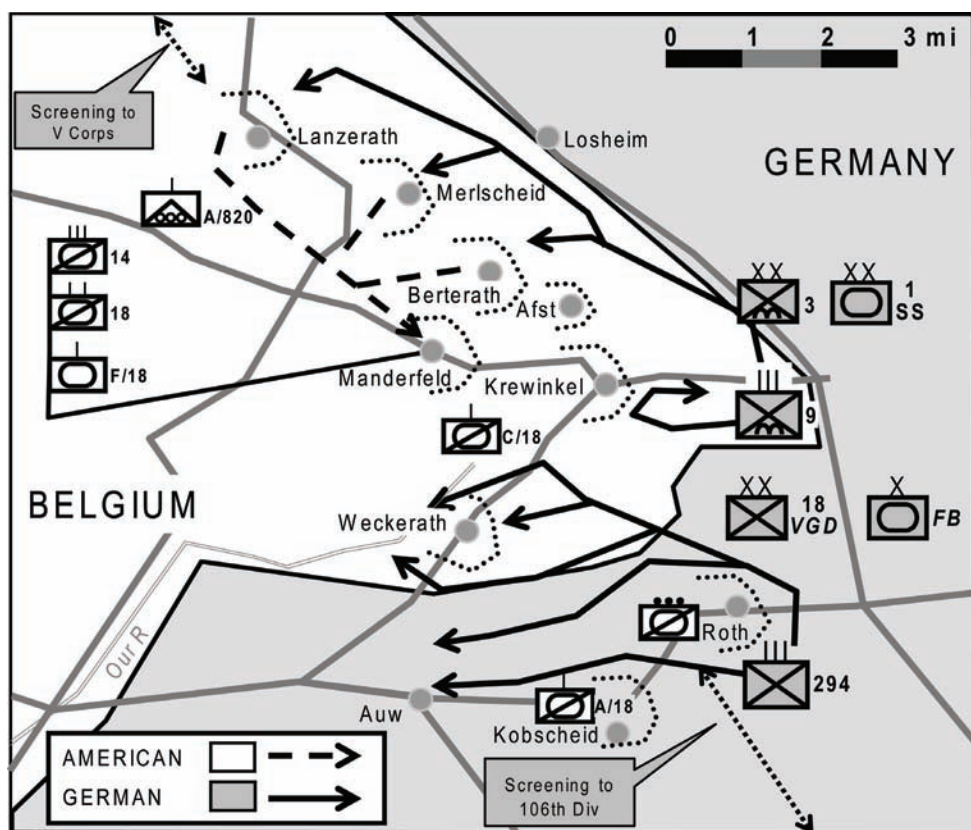 0 1 2 3 mi
Screening to
V Corps
Lanzerath
Losheim
GERMANY
Merlscheid
A/820
14
18
F/18
Berterath
Afst
3
1
SS
Manderfeld
Krewinkel
9
C/18
BELGIUM
Weckerath
18
VGD
FB
Our R
Roth
294
Auw
A/18
Kobscheid
AMERICAN
GERMAN
Screening to
106th Div